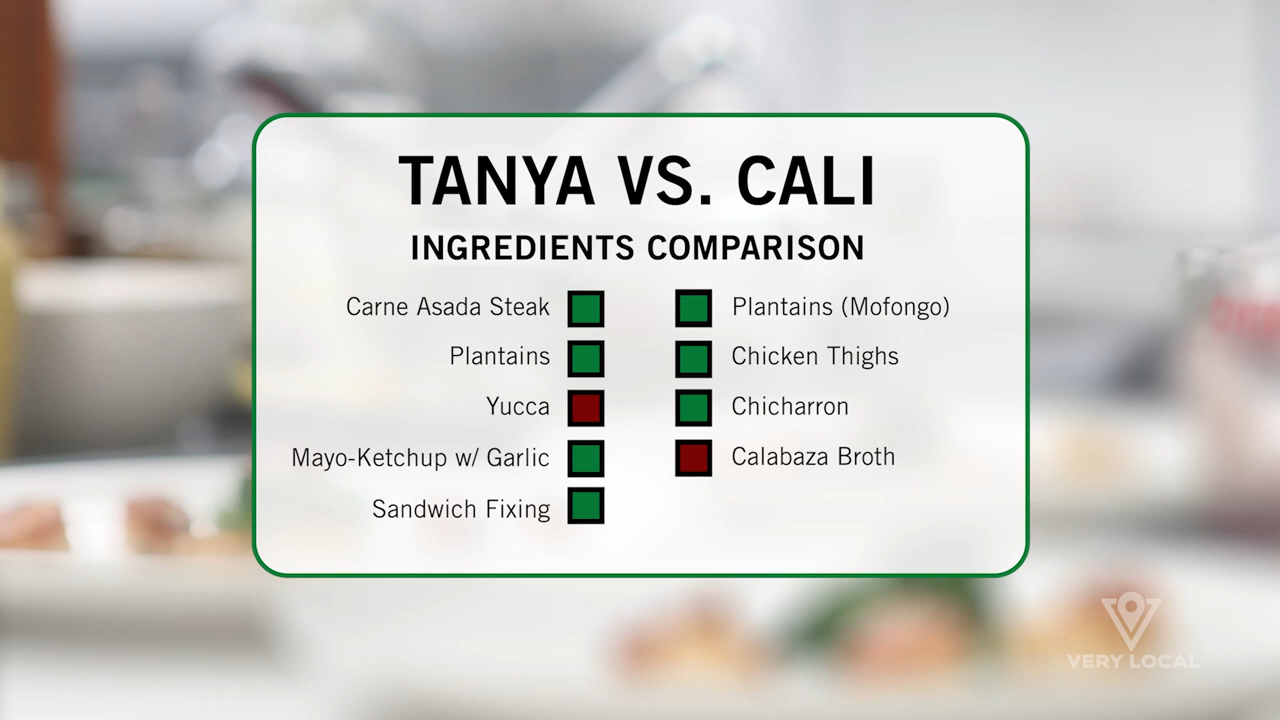 TANYA VS. CALI
INGREDIENTS COMPARISON
Carne Asada Steak
Plantains
Yucca
Mayo-Ketchup w/ Garlic
Sandwich Fixing
Plantains (Mofongo)
Chicken Thighs
Chicharron
Calabaza Broth
VERY LOCAL